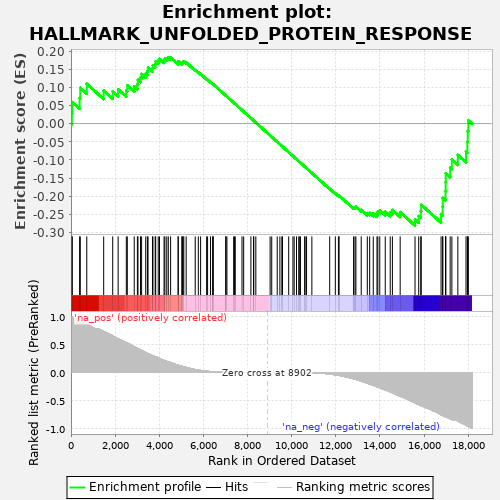 Enrichment plot:
HALLMARK_UNFOLDED_PROTEIN_RESPONSE
Enrichment score (ES)
0.20
0.15
0.10
0.05
0.00
-0.05
-0.10
-0.15
-0.20
-0.25
-0.30
Ranked list metric (PreRanked)
1.0
0.5
0.0
-0.5
-1.0
'na_pos' (positively correlated)
Zero cross at 8902
'na_neg' (negatively correlated)
0
2,000
4,000
6,000
8,000
10,000
12,000
14,000
16,000
18,000
Rank in Ordered Dataset
Enrichment profile
Hits
Ranking metric scores